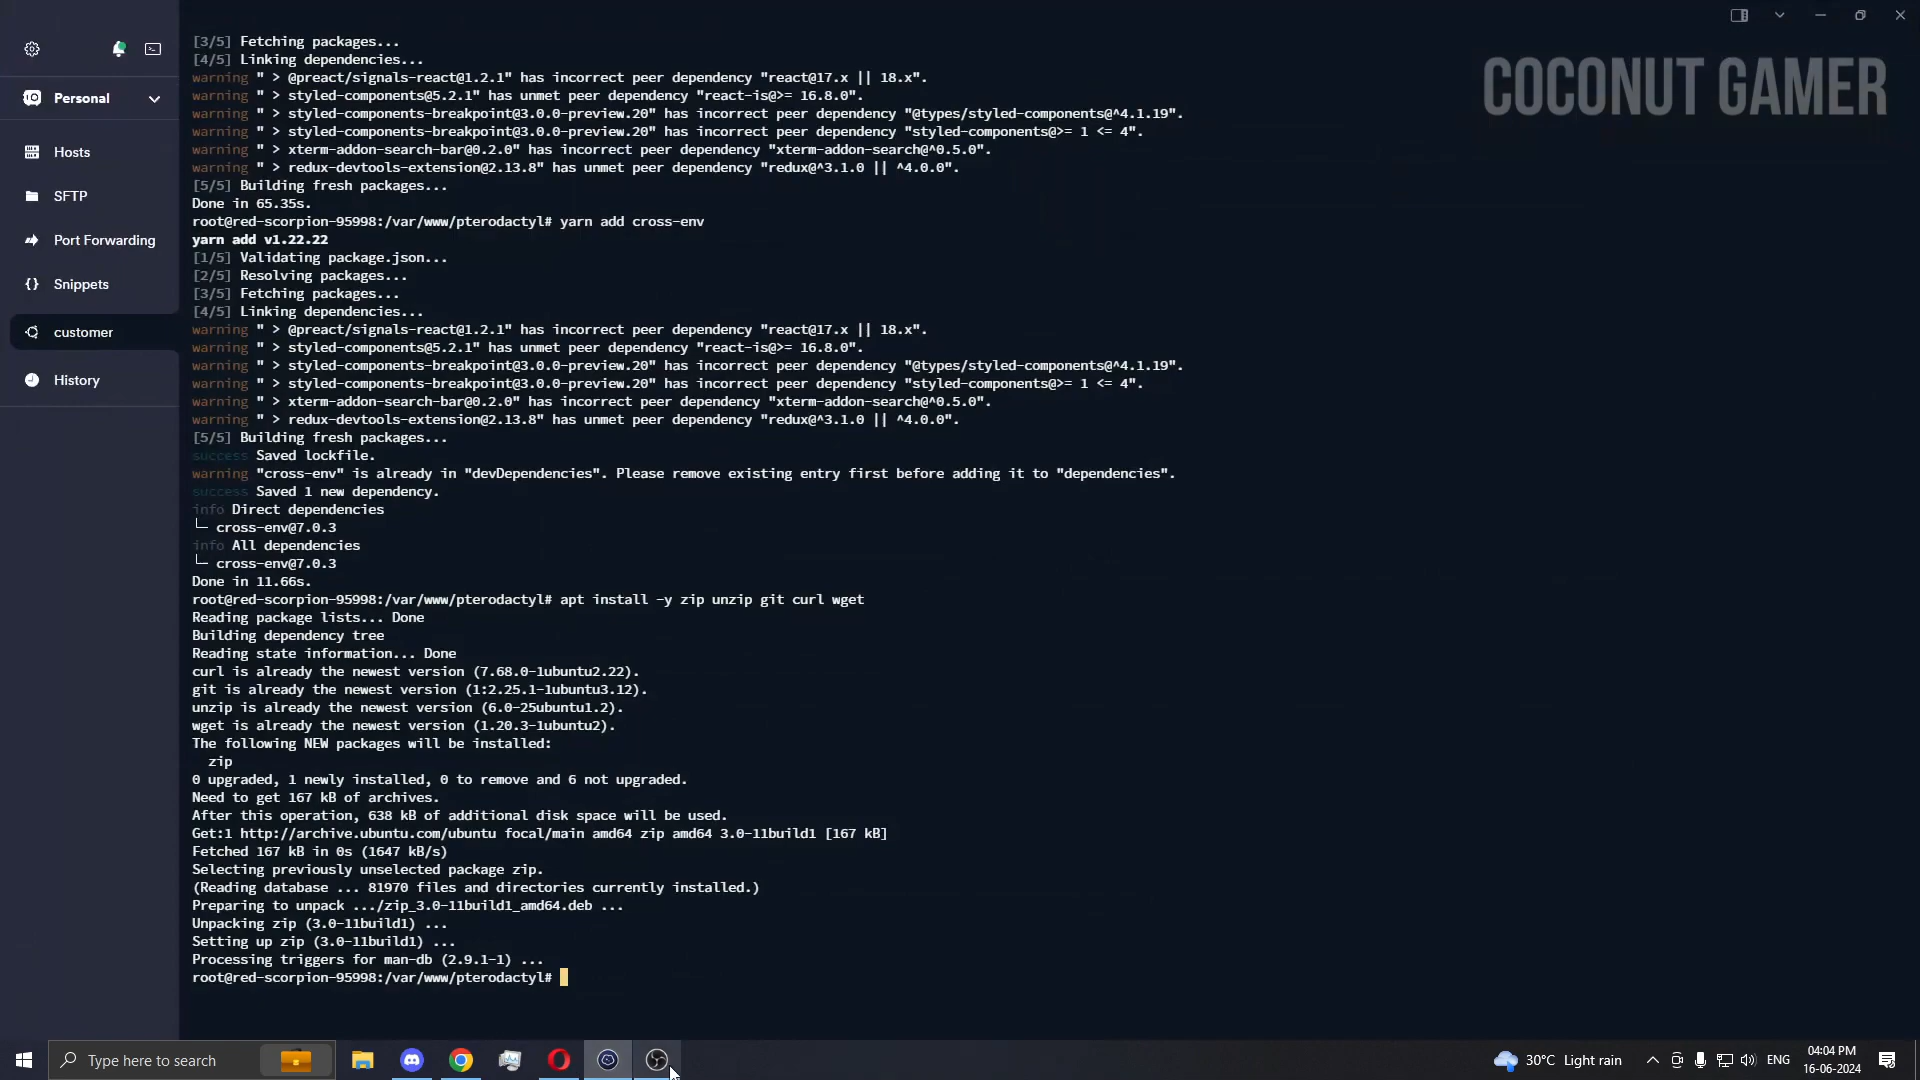 COCONUT GAMER
Personal
Hosts
SFTP
Port Forwarding
Snippets
customer
History
[3/5] Fetching packages...
[4/5] Linking dependencies...
warning " > @preact/signals-react@1.2.1" has incorrect peer dependency "react@17.x || 18.x".
warning " > styled-components@5.2.1" has unmet peer dependency "react-is@>= 16.8.0".
warning " > styled-components-breakpoint@3.0.0-preview.20" has incorrect peer dependency "@types/styled-components@^4.1.19".
warning " > styled-components-breakpoint@3.0.0-preview.20" has incorrect peer dependency "styled-components@>= 1 <= 4".
warning " > xterm-addon-search-bar@0.2.0" has incorrect peer dependency "xterm-addon-search@^0.5.0".
warning " > redux-devtools-extension@2.13.8" has unmet peer dependency "redux@^3.1.0 || ^4.0.0".
[5/5] Building fresh packages...
Done in 65.35s.
root@red-scorpion-95998:/var/www/pterodactyl# yarn add cross-env
yarn add v1.22.22
[1/5] Validating package.json...
[2/5] Resolving packages...
[3/5] Fetching packages...
[4/5] Linking dependencies...
warning " > @preact/signals-react@1.2.1" has incorrect peer dependency "react@17.x || 18.x".
warning " > styled-components@5.2.1" has unmet peer dependency "react-is@>= 16.8.0".
warning " > styled-components-breakpoint@3.0.0-preview.20" has incorrect peer dependency "@types/styled-components@^4.1.19".
warning " > styled-components-breakpoint@3.0.0-preview.20" has incorrect peer dependency "styled-components@>= 1 <= 4".
warning " > xterm-addon-search-bar@0.2.0" has incorrect peer dependency "xterm-addon-search@^0.5.0".
warning " > redux-devtools-extension@2.13.8" has unmet peer dependency "redux@^3.1.0 || ^4.0.0".
[5/5] Building fresh packages...
success Saved lockfile.
warning "cross-env" is already in "devDependencies". Please remove existing entry first before adding it to "dependencies".
success Saved 1 new dependency.
info Direct dependencies
└─ cross-env@7.0.3
info All dependencies
└─ cross-env@7.0.3
Done in 11.66s.
root@red-scorpion-95998:/var/www/pterodactyl# apt install -y zip unzip git curl wget
Reading package lists... Done
Building dependency tree
Reading state information... Done
curl is already the newest version (7.68.0-1ubuntu2.22).
git is already the newest version (1:2.25.1-1ubuntu3.12).
unzip is already the newest version (6.0-25ubuntu1.2).
wget is already the newest version (1.20.3-1ubuntu2).
The following NEW packages will be installed:
zip
0 upgraded, 1 newly installed, 0 to remove and 6 not upgraded.
Need to get 167 kB of archives.
After this operation, 638 kB of additional disk space will be used.
Get:1 http://archive.ubuntu.com/ubuntu focal/main amd64 zip amd64 3.0-11build1 [167 kB]
Fetched 167 kB in 0s (1647 kB/s)
Selecting previously unselected package zip.
(Reading database ... 81970 files and directories currently installed.)
Preparing to unpack .../zip_3.0-11build1_amd64.deb ...
Unpacking zip (3.0-11build1) ...
Setting up zip (3.0-11build1) ...
Processing triggers for man-db (2.9.1-1) ...
root@red-scorpion-95998:/var/www/pterodactyl#
Type here to search
30°C Light rain
ENG
04:04 PM
16-06-2024